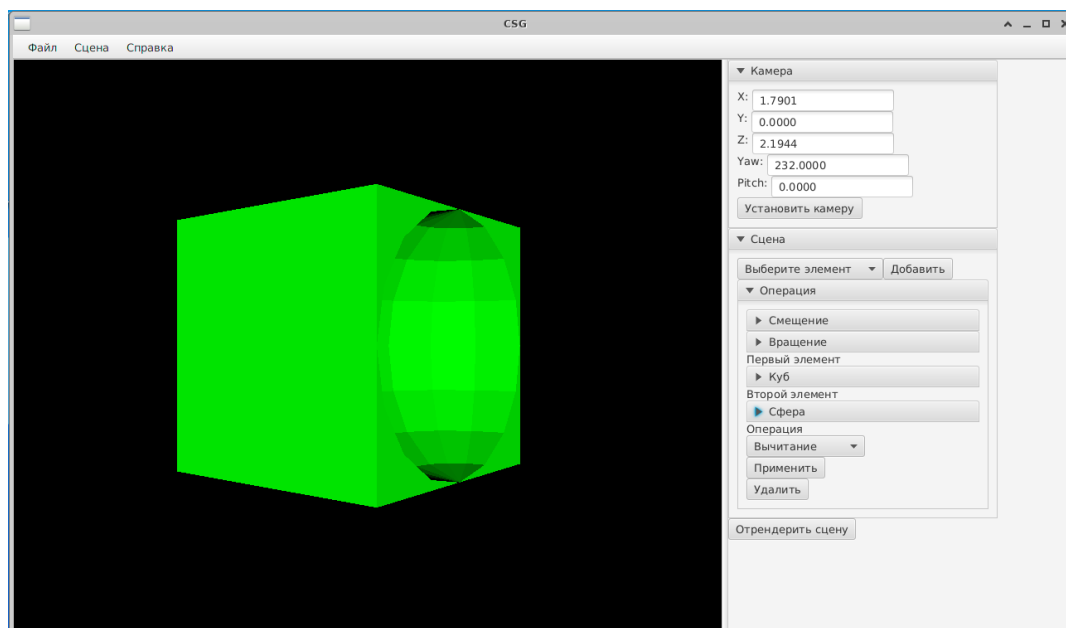 CSG
Файл Сцена Справка
Камера
X: 1.7901
Y: 0.0000
Z: 2.1944
Yaw: 232.0000
Pitch: 0.0000
Установить камеру
Сцена
Выберите элемент Добавить
Операция
Смещение
Вращение
Первый элемент
Куб
Второй элемент
Сфера
Операция
Вычитание
Применить
Удалить
Отрендерить сцену